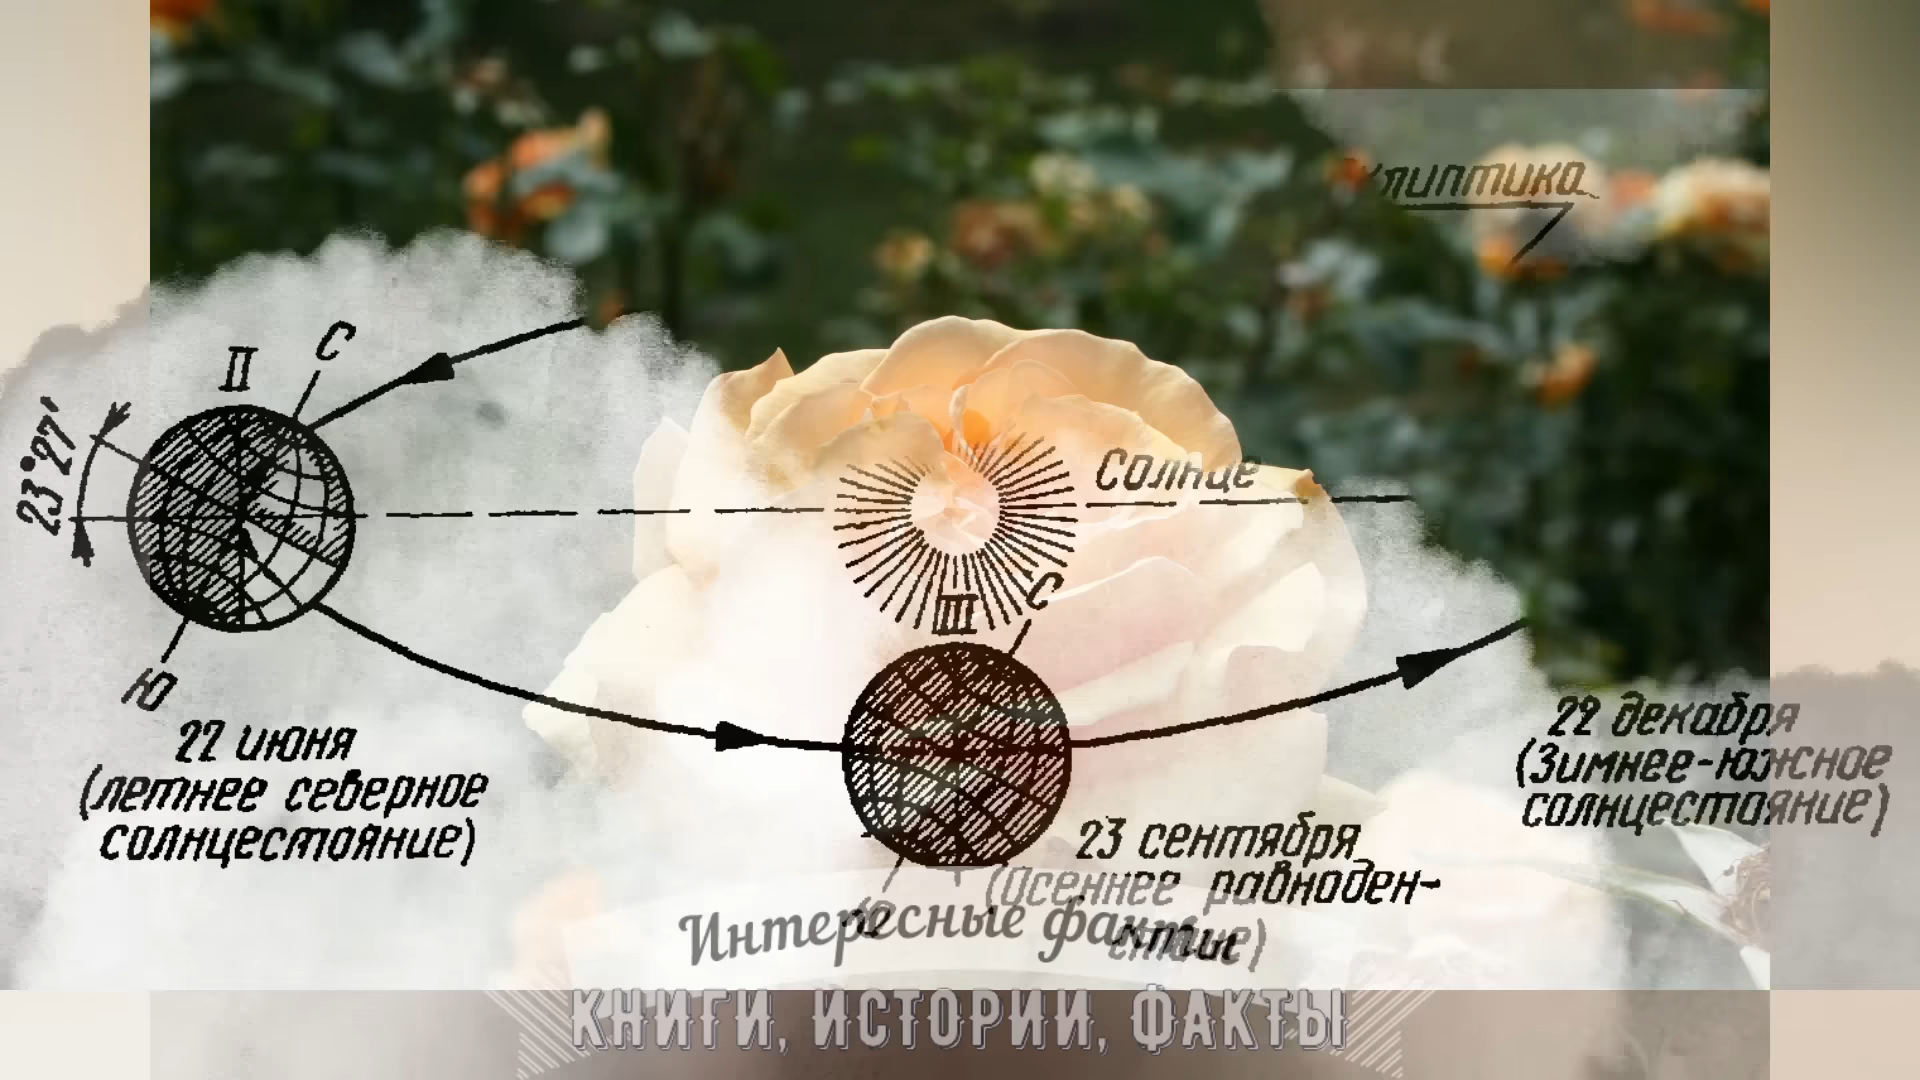 клиптика
С
II
23°27'
Солнце
С
III
Ю
22 июня
(летнее северное
солнцестояние)
22 декабря
(Зимнее-южное
солнцестояние)
23 сентября
(Осеннее равноден-
ствие)
Ю
Интересные факты
КНИГИ, ИСТОРИИ, ФАКТЫ